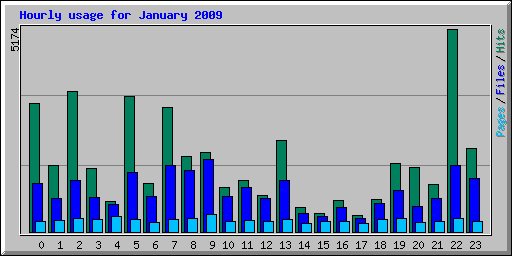 Hourly usage for January 2009
5174
Pages / Files / Hits
0 1 2 3 4 5 6 7 8 9 10 11 12 13 14 15 16 17 18 19 20 21 22 23